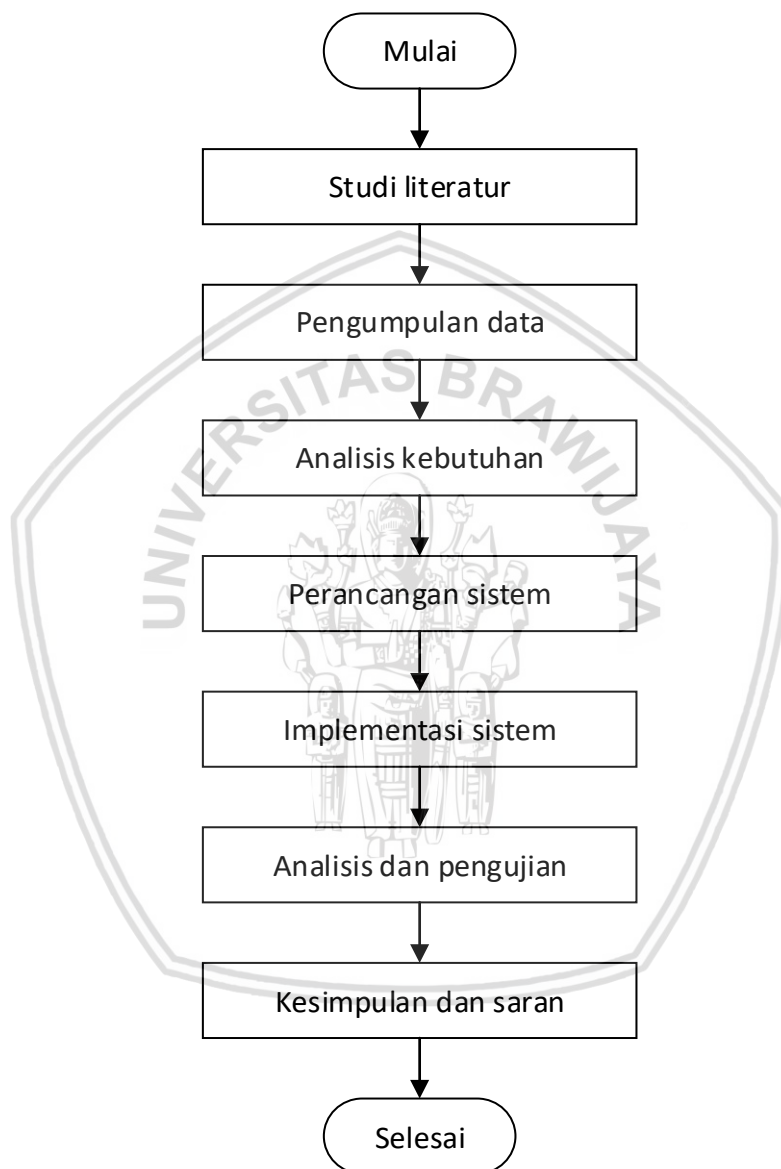 Mulai
Studi literatur
Pengumpulan data
UNIVERSITAS BRAWIJAYA
Analisis kebutuhan
Perancangan sistem
Implementasi sistem
Analisis dan pengujian
Kesimpulan dan saran
Selesai